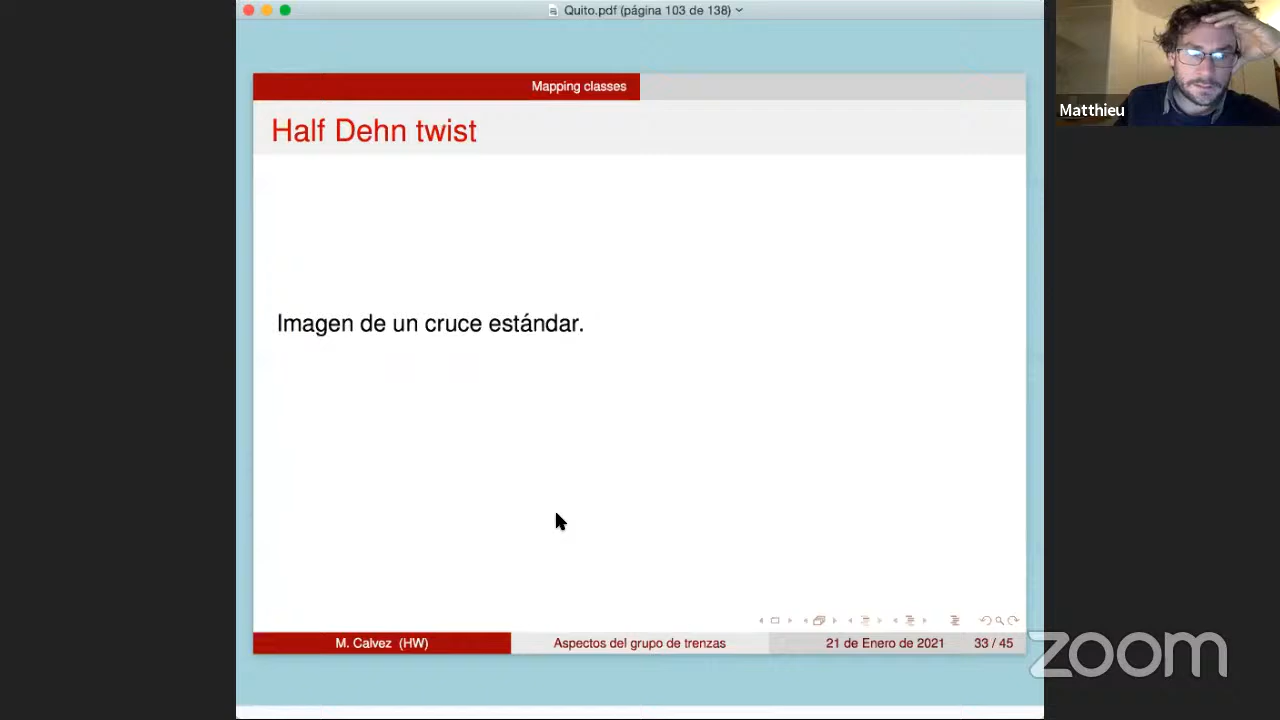 Quito.pdf (página 103 de 138)
Mapping classes
Half Dehn twist
Matthieu
Imagen de un cruce estándar.
M. Calvez (HW)
Aspectos del grupo de trenzas
21 de Enero de 2021
33 / 45
zoom